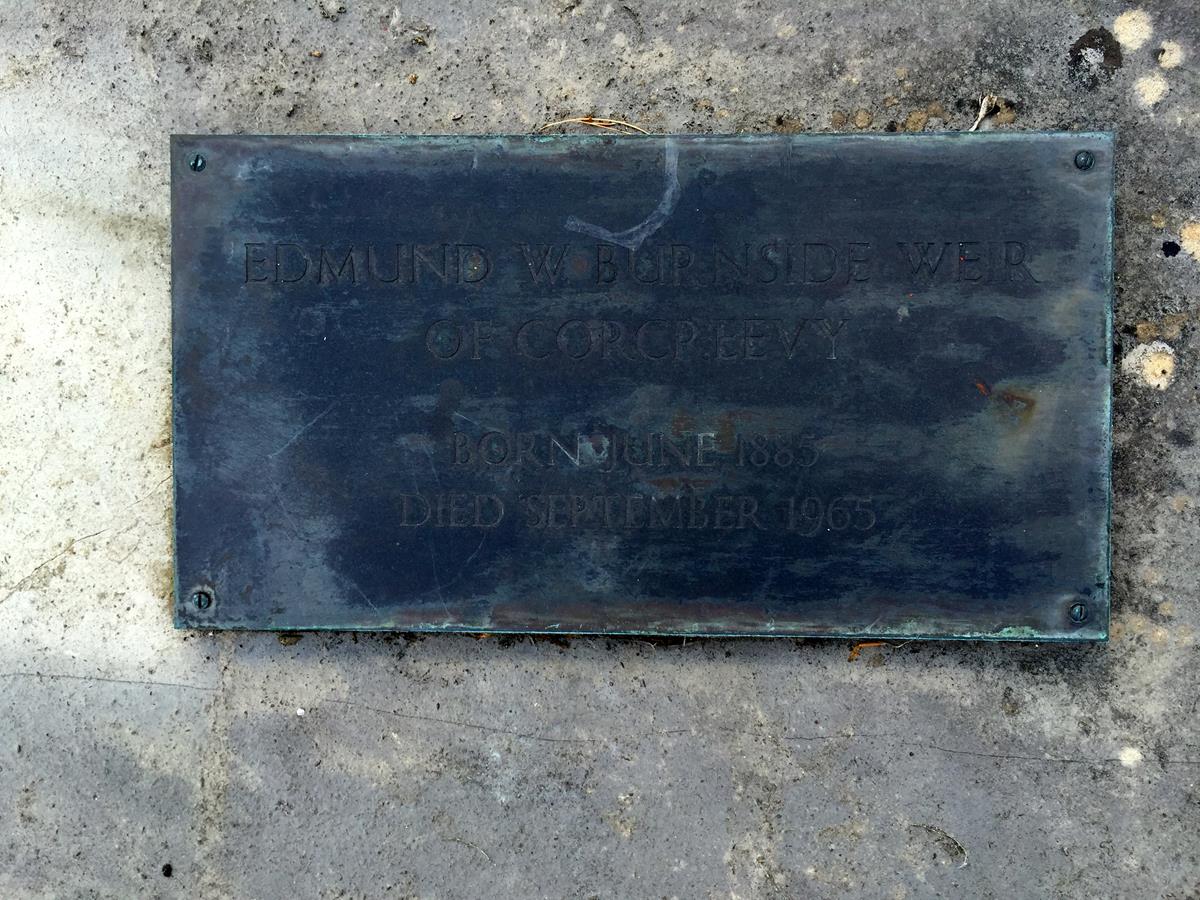 EDMUND W. BURNSIDE WEIR
OF CORCREEVY
BORN JUNE 1885
DIED SEPTEMBER 1965